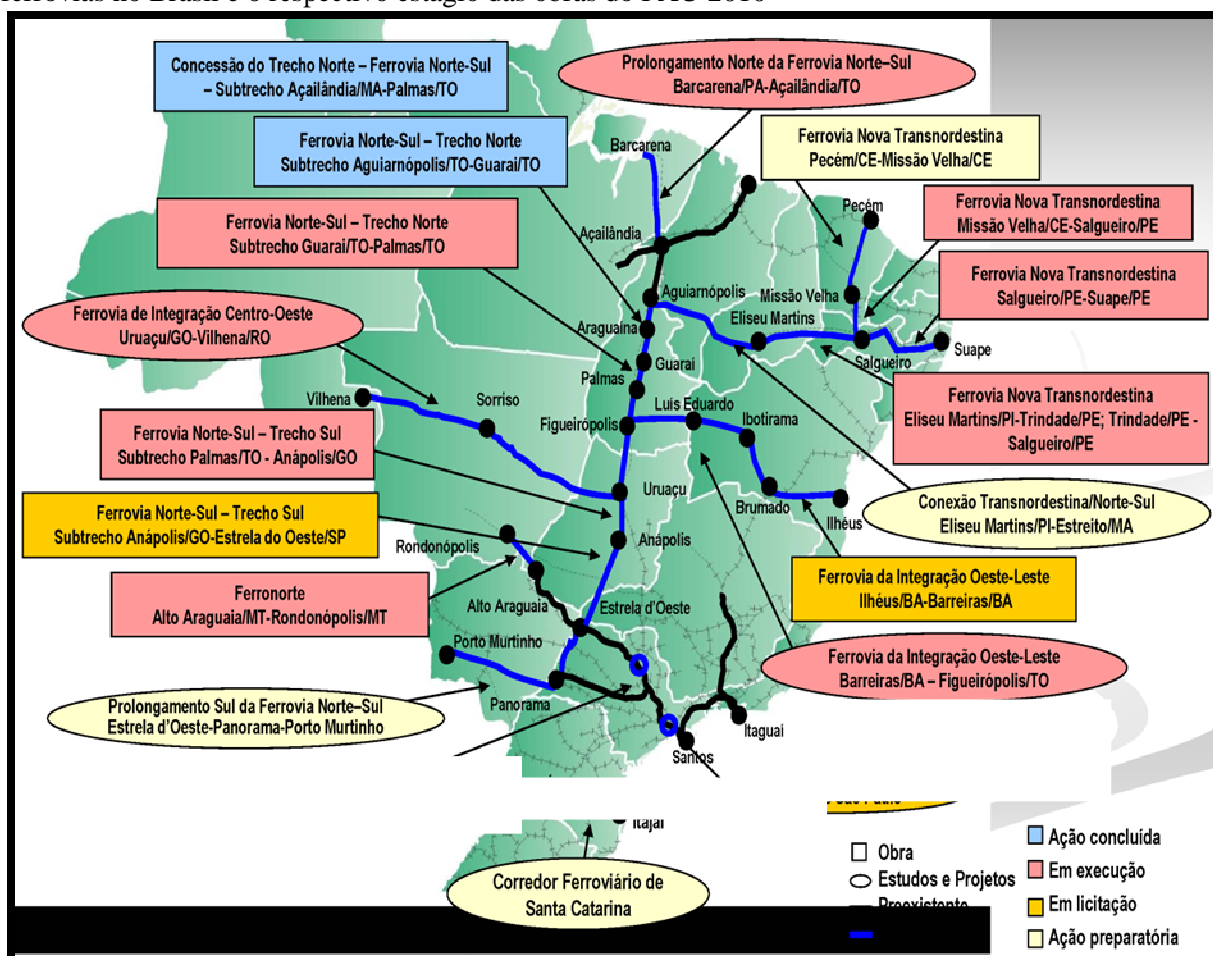 ferrovias no Brasil e o respectivo estágio das obras do PAC 2010
Concessão do Trecho Norte – Ferrovia Norte-Sul
– Subtrecho Açailândia/MA-Palmas/TO
Prolongamento Norte da Ferrovia Norte–Sul
Barcarena/PA-Açailândia/TO
Ferrovia Norte-Sul – Trecho Norte
Subtrecho Aguiarnópolis/TO-Guarai/TO
Barcarena
Ferrovia Nova Transnordestina
Pecém/CE-Missão Velha/CE
Ferrovia Norte-Sul – Trecho Norte
Subtrecho Guarai/TO-Palmas/TO
Açailândia
Pecém
Ferrovia Nova Transnordestina
Missão Velha/CE-Salgueiro/PE
Ferrovia Nova Transnordestina
Salgueiro/PE-Suape/PE
Ferrovia de Integração Centro-Oeste
Uruaçu/GO-Vilhena/RO
Aguiarnópolis
Missão Velha
Eliseu Martins
Araguaina
Guaraí
Salgueiro
Suape
Palmas
Vilhena
Sorriso
Figueirópolis
Luis Eduardo
Ibotirama
Ferrovia Nova Transnordestina
Eliseu Martins/PI-Trindade/PE; Trindade/PE -
Salgueiro/PE
Ferrovia Norte-Sul – Trecho Sul
Subtrecho Palmas/TO - Anápolis/GO
Uruaçu
Brumado
Ilhéus
Conexão Transnordestina/Norte-Sul
Eliseu Martins/PI-Estreito/MA
Ferrovia Norte-Sul – Trecho Sul
Subtrecho Anápolis/GO-Estrela do Oeste/SP
Rondonópolis
Anápolis
Ferrovia da Integração Oeste-Leste
Ilhéus/BA-Barreiras/BA
Ferronorte
Alto Araguaia/MT-Rondonópolis/MT
Alto Araguaia
Estrela d'Oeste
Porto Murtinho
Ferrovia da Integração Oeste-Leste
Barreiras/BA – Figueirópolis/TO
Prolongamento Sul da Ferrovia Norte–Sul
Estrela d'Oeste-Panorama-Porto Murtinho
Panorama
Itaguaí
Santos
Itajaí
Corredor Ferroviário de
Santa Catarina
Obra
Estudos e Projetos
Preexistente
Ação concluída
Em execução
Em licitação
Ação preparatória